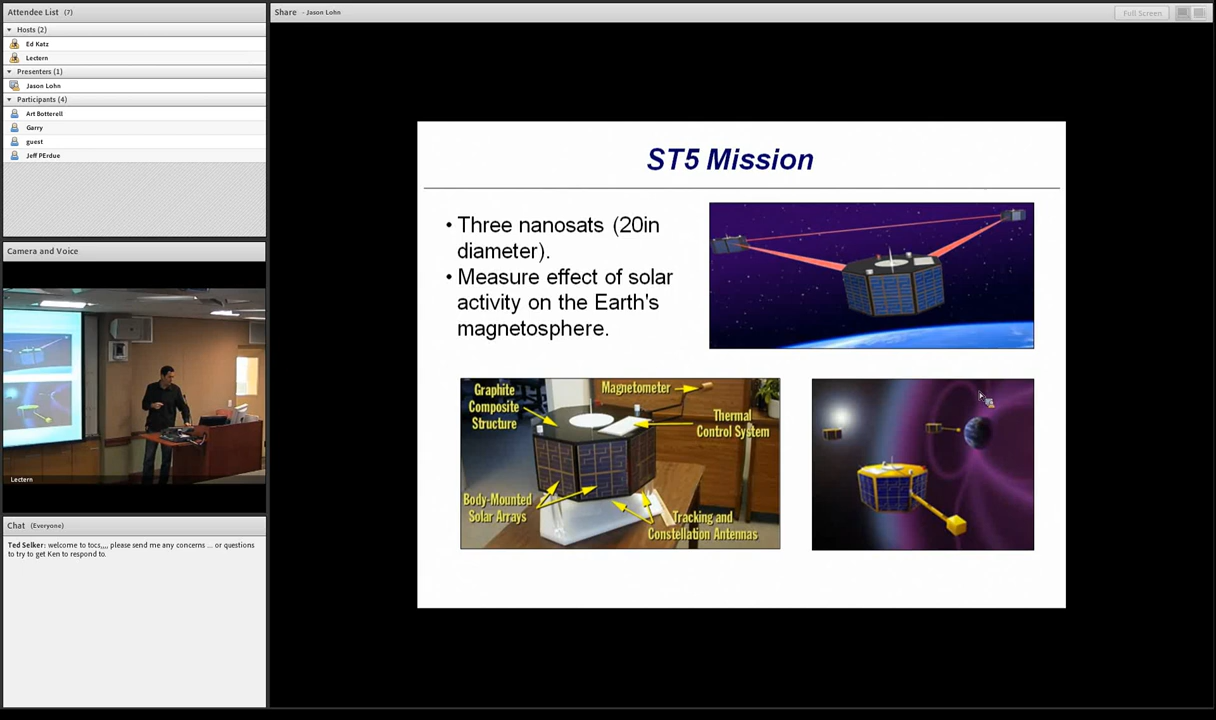 Attendee List (7)
Hosts (2)
Ed Katz
Lectern
Presenters (1)
Jason Lohn
Participants (4)
Art Botterell
Garry
guest
Jeff PErdue
Camera and Voice
Lectern
Chat (Everyone)
Ted Selker: welcome to tocs,,,, please send me any concerns ... or questions
to try to get Ken to respond to.
Share - Jason Lohn
Full Screen
ST5 Mission
• Three nanosats (20in
diameter).
• Measure effect of solar
activity on the Earth's
magnetosphere.
Graphite
Composite
Structure
Magnetometer
Thermal
Control System
Body-Mounted
Solar Arrays
Tracking and
Constellation Antennas